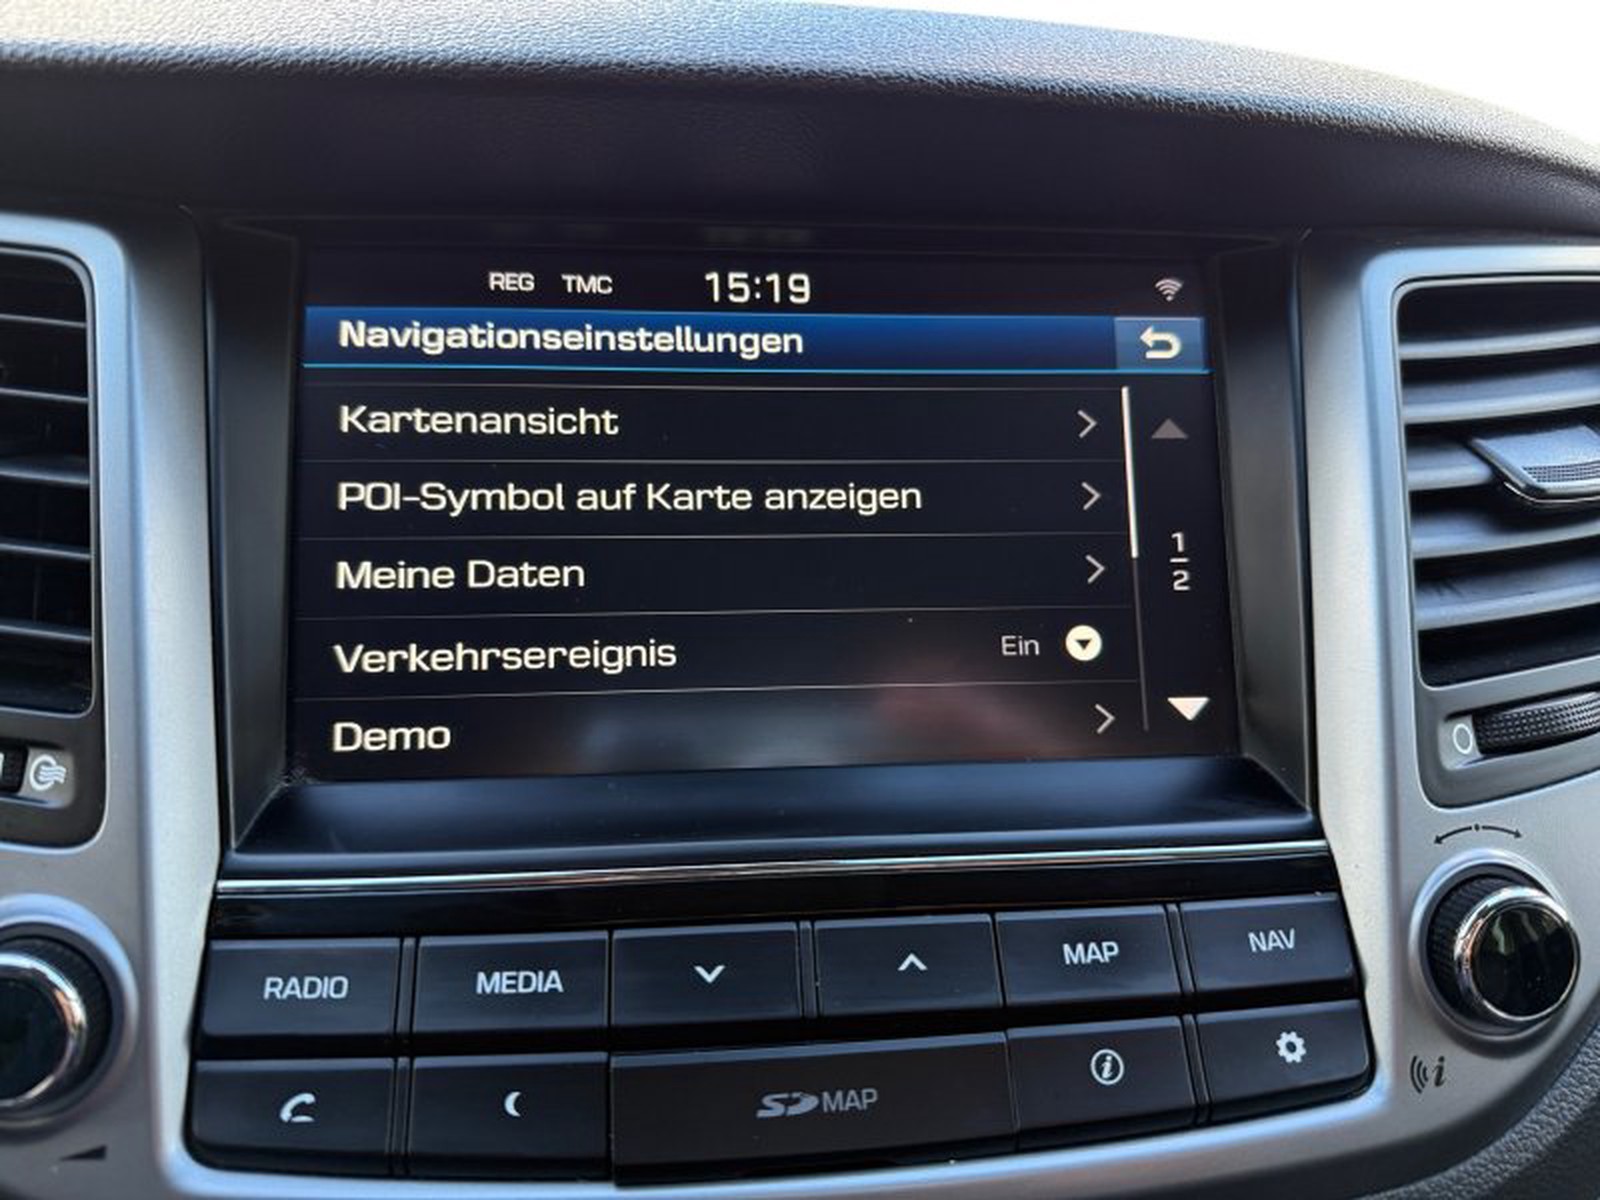 REG TMC 15:19
Navigationseinstellungen
Kartenansicht
POI-Symbol auf Karte anzeigen
Meine Daten
Verkehrsereignis Ein
Demo
1
2
RADIO MEDIA MAP NAV
SD MAP